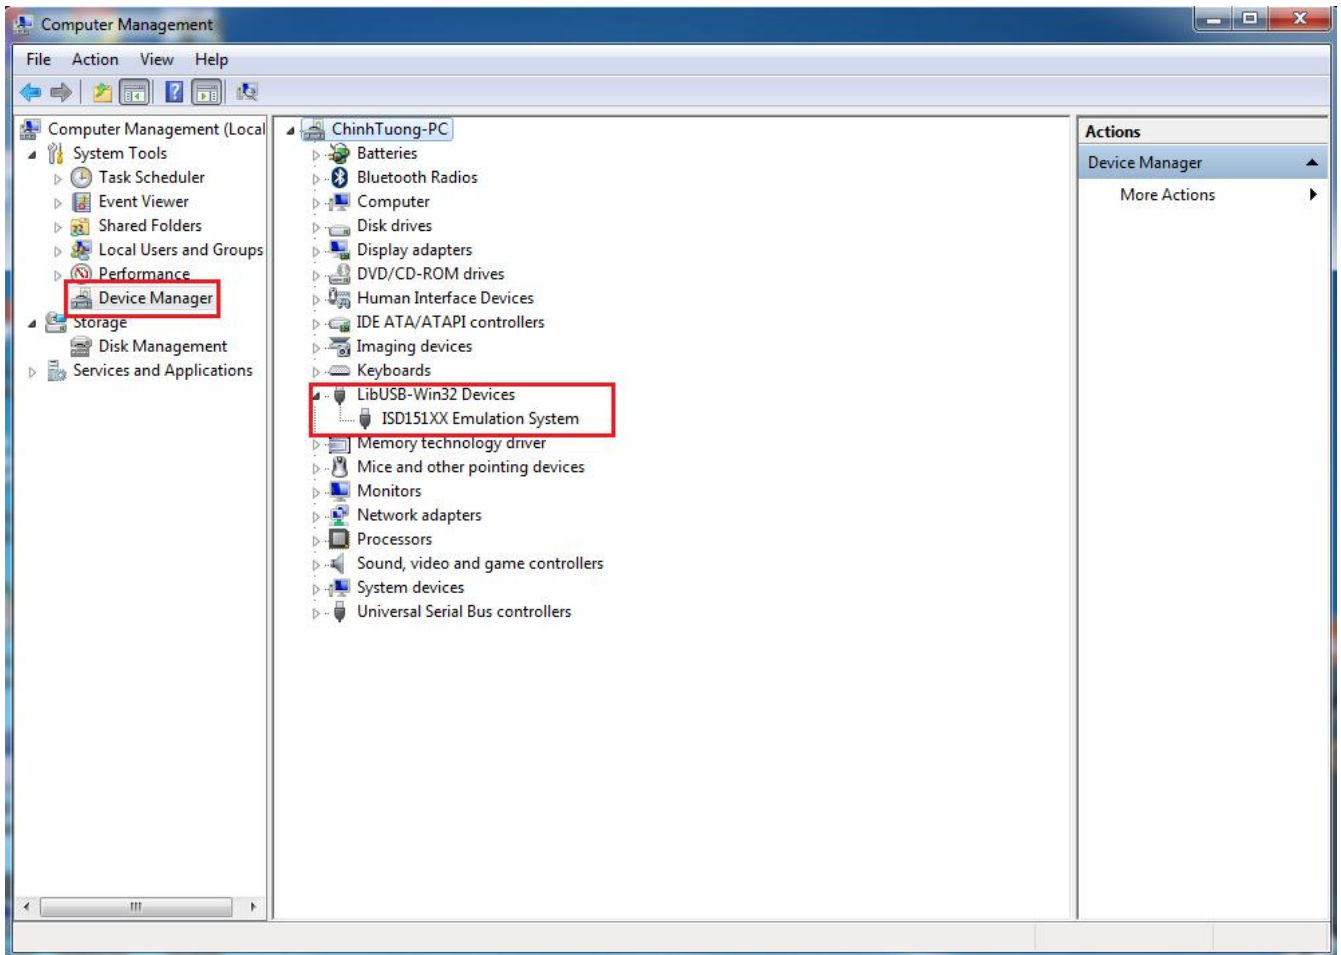 Computer Management
File Action View Help
Computer Management (Local
System Tools
Task Scheduler
Event Viewer
Shared Folders
Local Users and Groups
Performance
Device Manager
Storage
Disk Management
Services and Applications
ChinhTuong-PC
Batteries
Bluetooth Radios
Computer
Disk drives
Display adapters
DVD/CD-ROM drives
Human Interface Devices
IDE ATA/ATAPI controllers
Imaging devices
Keyboards
LibUSB-Win32 Devices
ISD151XX Emulation System
Memory technology driver
Mice and other pointing devices
Monitors
Network adapters
Processors
Sound, video and game controllers
System devices
Universal Serial Bus controllers
Actions
Device Manager
More Actions